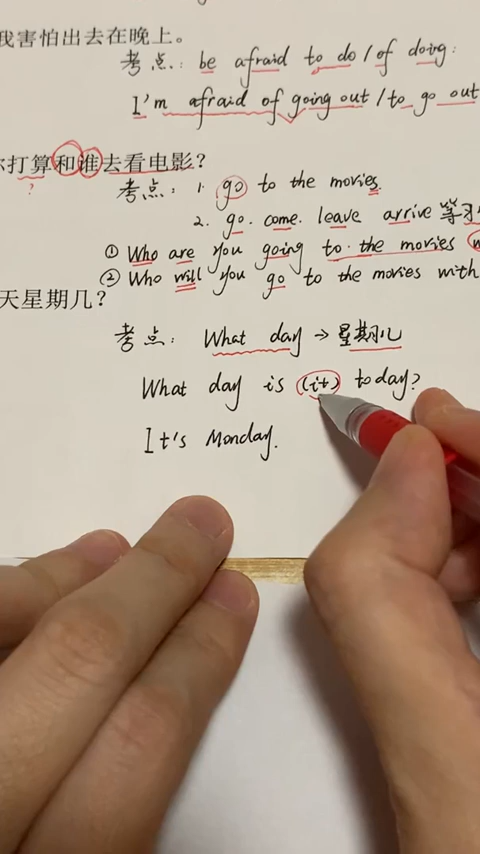 我害怕出去在晚上。
考点：be afraid to do / of doing:
I'm afraid of going out / to go out
打算和谁去看电影？
?
考点：1. go to the movies.
2. go. come. leave arrive 等
① Who are you going to the movies
② Who will you go to the movies with
天星期几？
考点：What day → 星期几
What day is (it) today?
It's Monday.